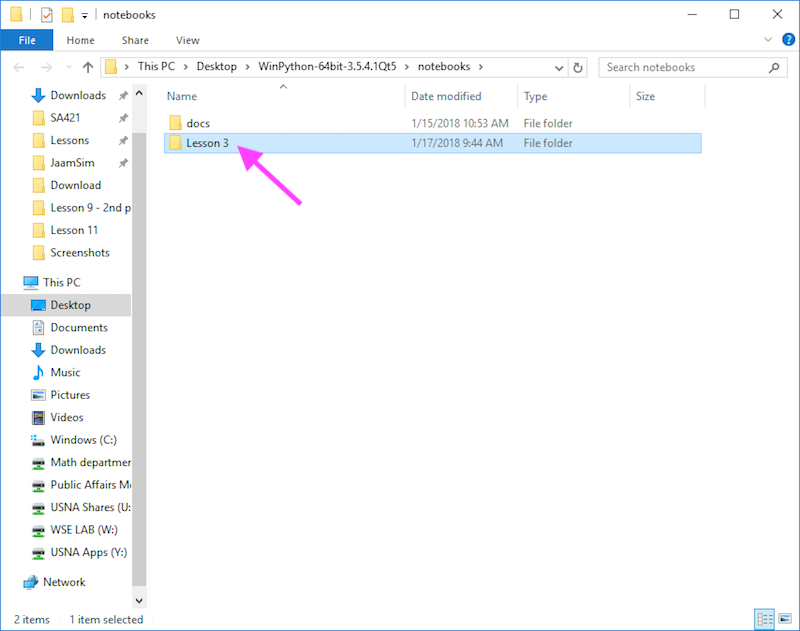 notebooks
File Home Share View
This PC Desktop WinPython-64bit-3.5.4.1Qt5 notebooks Search notebooks
Name Date modified Type Size
docs 1/15/2018 10:53 AM File folder
Lesson 3 1/17/2018 9:44 AM File folder
Downloads
SA421
Lessons
JaamSim
Download
Lesson 9 - 2nd p
Lesson 11
Screenshots
This PC
Desktop
Documents
Downloads
Music
Pictures
Videos
Windows (C:)
Math departmer
Public Affairs M
USNA Shares (U:
WSE LAB (W:)
USNA Apps (Y:)
Network
2 items 1 item selected